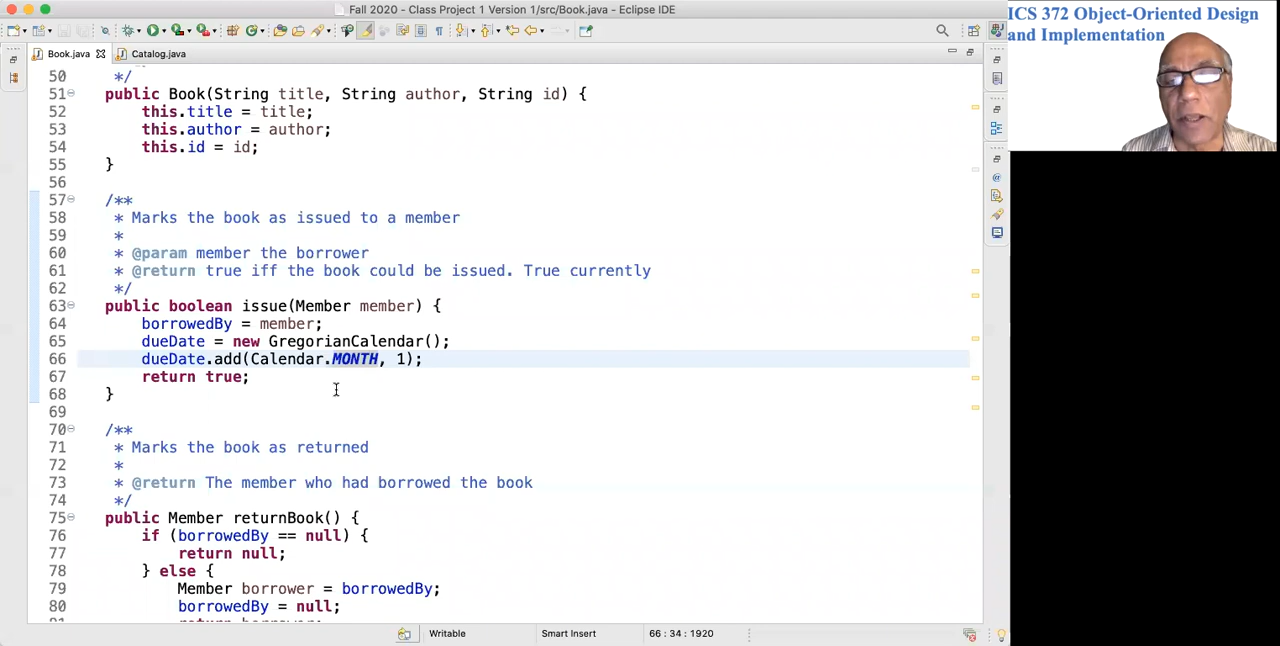 Fall 2020 - Class Project 1 Version 1/src/Book.java - Eclipse IDE
ICS 372 Object-Oriented Design
and Implementation
Book.java
Catalog.java
50 */
51 public Book(String title, String author, String id) {
52 this.title = title;
53 this.author = author;
54 this.id = id;
55 }
56
57 /**
58 * Marks the book as issued to a member
59 *
60 * @param member the borrower
61 * @return true iff the book could be issued. True currently
62 */
63 public boolean issue(Member member) {
64 borrowedBy = member;
65 dueDate = new GregorianCalendar();
66 dueDate.add(Calendar.MONTH, 1);
67 return true;
68 }
69
70 /**
71 * Marks the book as returned
72 *
73 * @return The member who had borrowed the book
74 */
75 public Member returnBook() {
76 if (borrowedBy == null) {
77 return null;
78 } else {
79 Member borrower = borrowedBy;
80 borrowedBy = null;
Writable
Smart Insert
66 : 34 : 1920